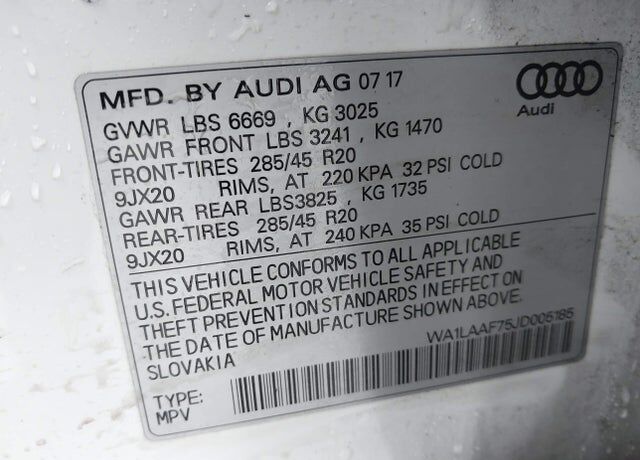 MFD. BY AUDI AG 07 17
Audi
GVWR LBS 6669 , KG 3025
GAWR FRONT LBS 3241 , KG 1470
FRONT-TIRES 285/45 R20
9JX20 RIMS, AT 220 KPA 32 PSI COLD
GAWR REAR LBS3825 , KG 1735
REAR-TIRES 285/45 R20
9JX20 RIMS, AT 240 KPA 35 PSI COLD
THIS VEHICLE CONFORMS TO ALL APPLICABLE
U.S. FEDERAL MOTOR VEHICLE SAFETY AND
THEFT PREVENTION STANDARDS IN EFFECT ON
THE DATE OF MANUFACTURE SHOWN ABOVE.
SLOVAKIA
WA1LAAF75JD005185
TYPE:
MPV